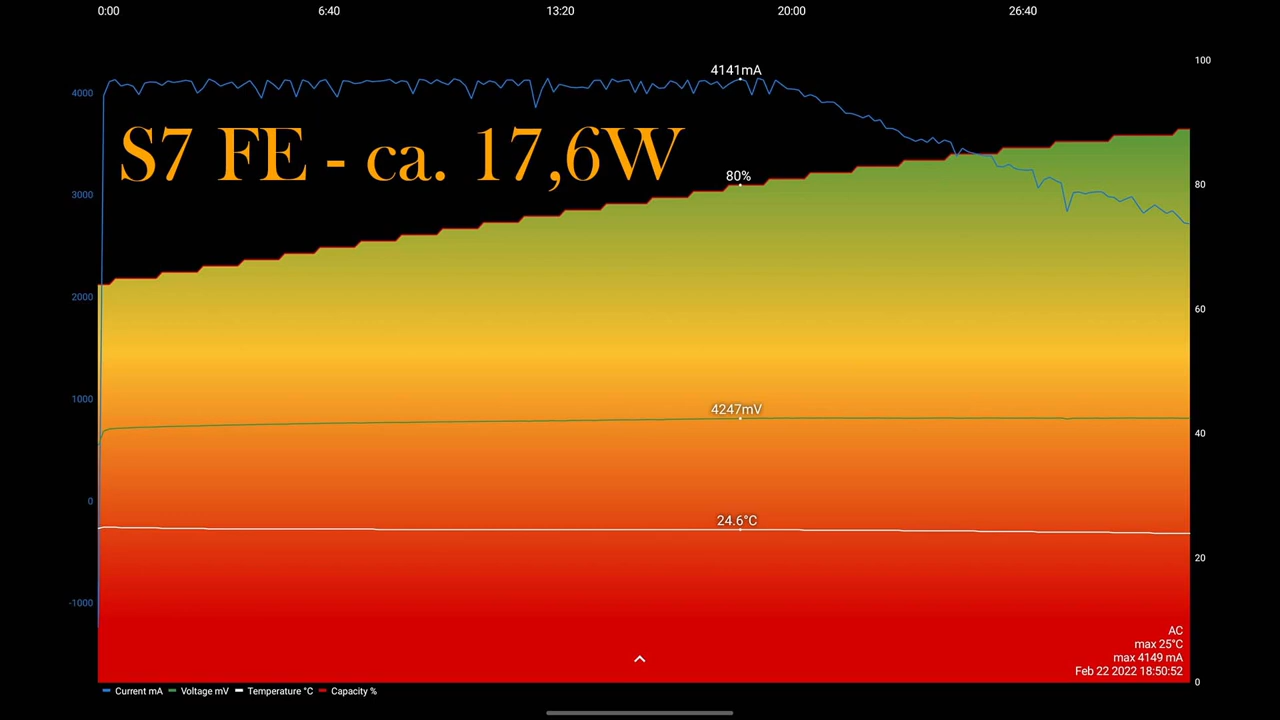 0:00 6:40 13:20 20:00 26:40
100
4141mA
4000
S7 FE - ca. 17,6W
80%
80
3000
60
2000
1000
4247mV
40
0
24.6°C
20
-1000
AC
max 25°C
max 4149 mA
Feb 22 2022 18:50:52
0
Current mA Voltage mV Temperature °C Capacity %